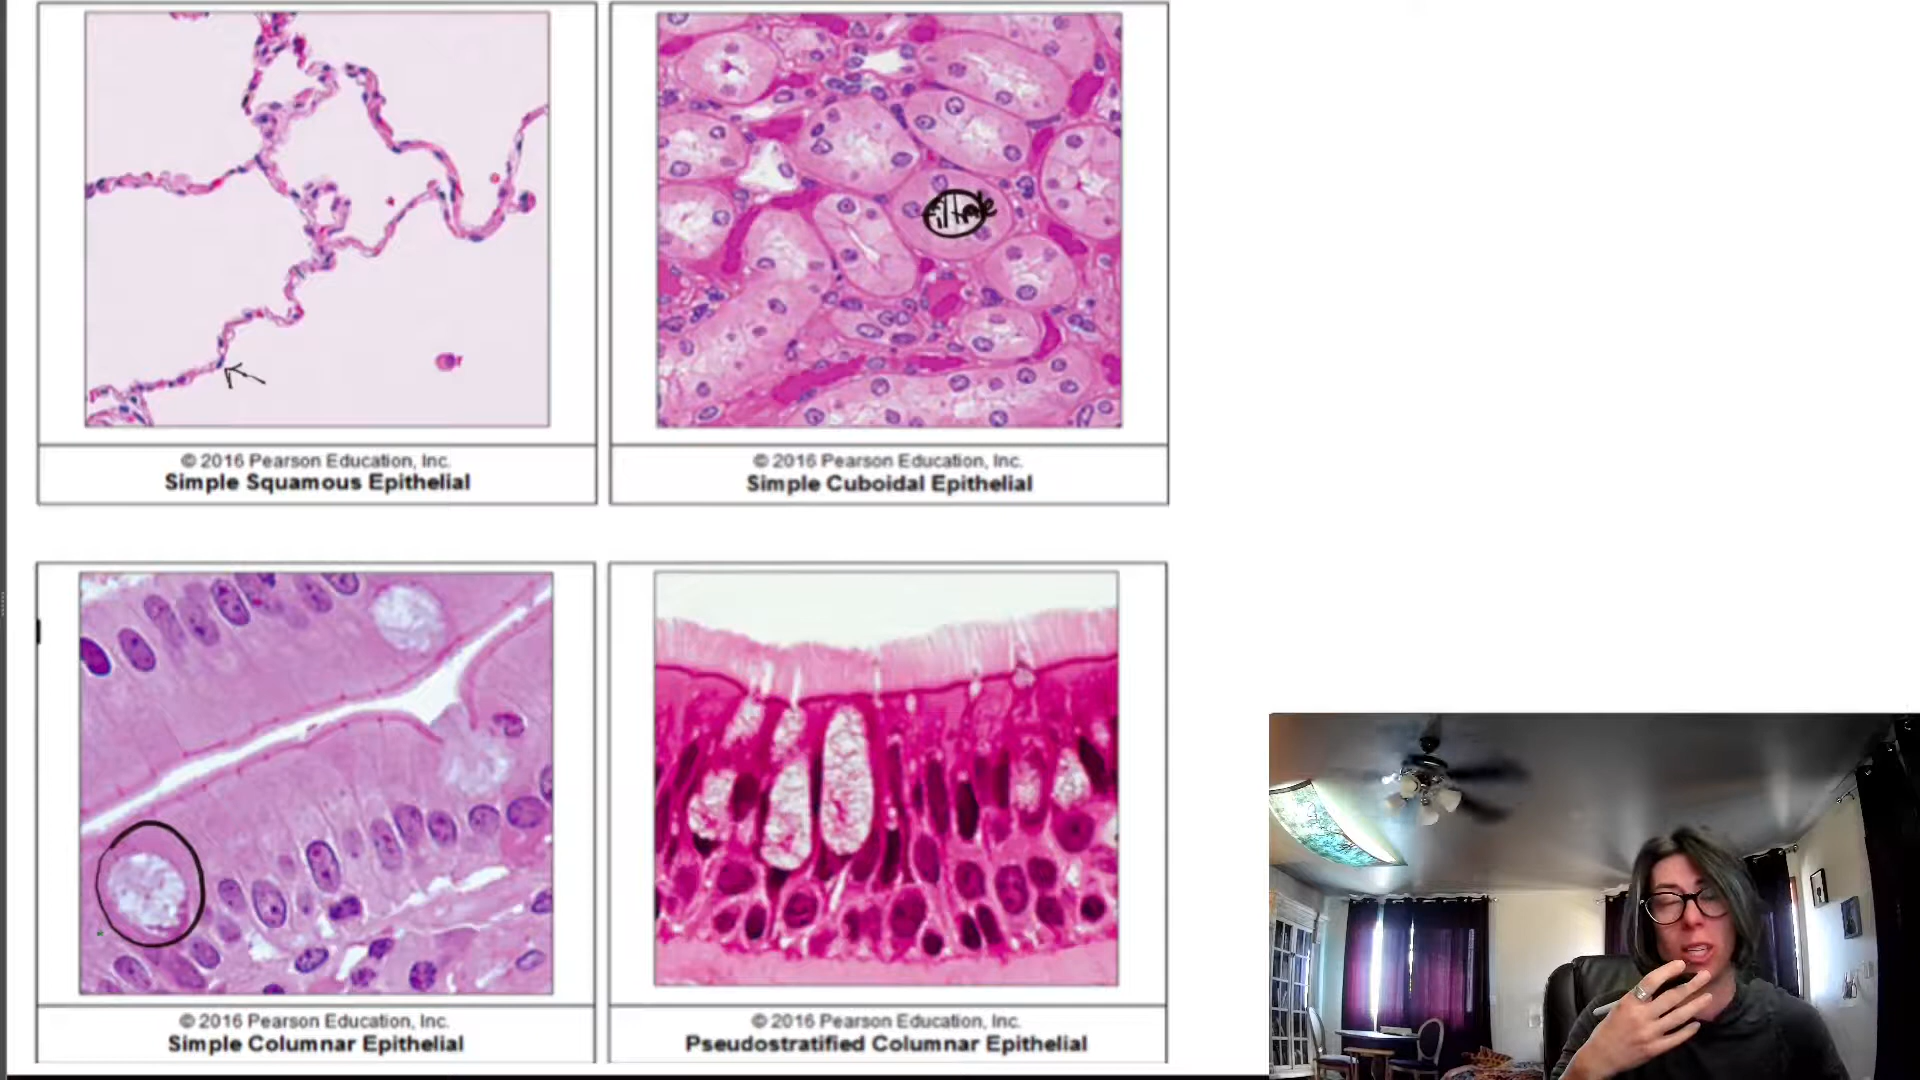 filtrate
© 2016 Pearson Education, Inc.
Simple Squamous Epithelial
© 2016 Pearson Education, Inc.
Simple Cuboidal Epithelial
© 2016 Pearson Education, Inc.
Simple Columnar Epithelial
© 2016 Pearson Education, Inc.
Pseudostratified Columnar Epithelial